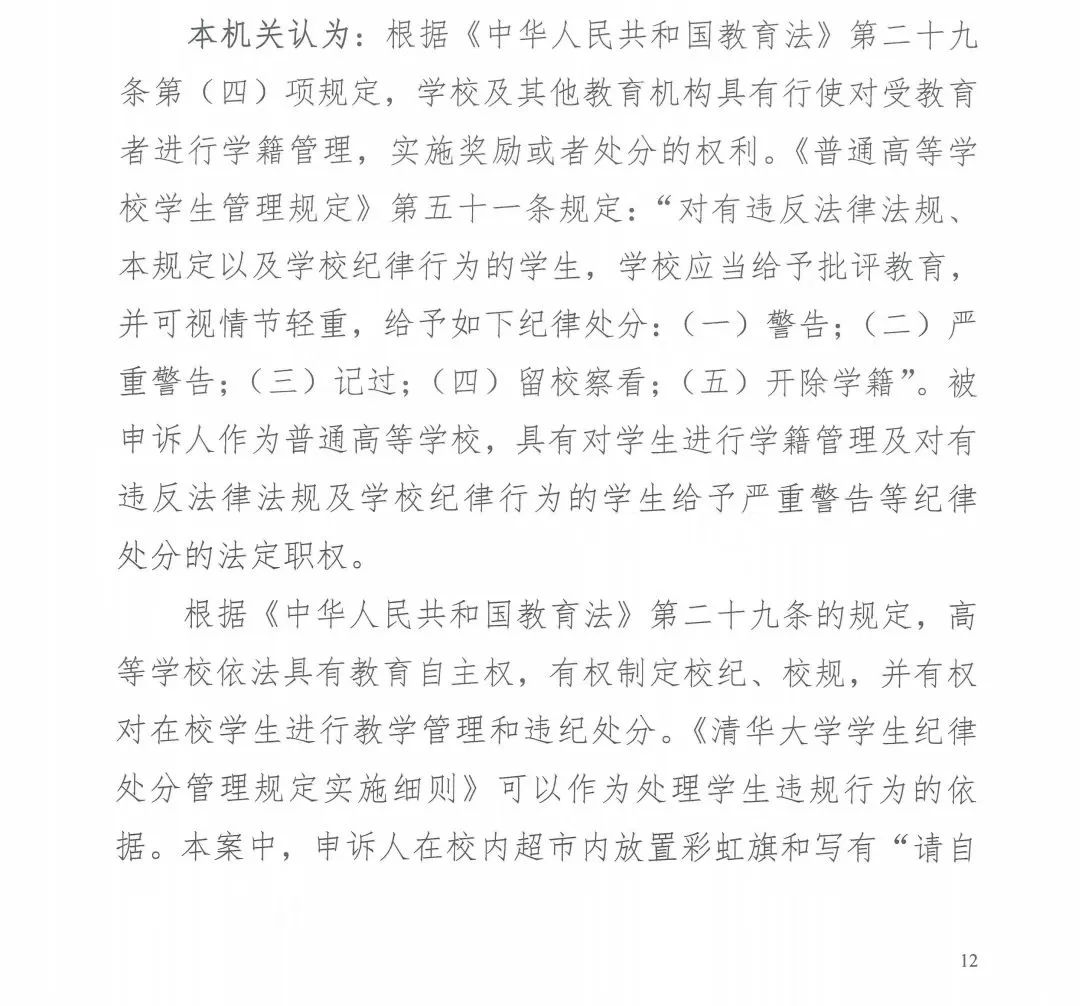 本机关认为：根据《中华人民共和国教育法》第二十九
条第（四）项规定，学校及其他教育机构具有行使对受教育
者进行学籍管理，实施奖励或者处分的权利。《普通高等学
校学生管理规定》第五十一条规定：“对有违反法律法规、
本规定以及学校纪律行为的学生，学校应当给予批评教育，
并可视情节轻重，给予如下纪律处分：（一）警告；（二）严
重警告；（三）记过；（四）留校察看；（五）开除学籍”。被
申诉人作为普通高等学校，具有对学生进行学籍管理及对有
违反法律法规及学校纪律行为的学生给予严重警告等纪律
处分的法定职权。
根据《中华人民共和国教育法》第二十九条的规定，高
等学校依法具有教育自主权，有权制定校纪、校规，并有权
对在校学生进行教学管理和违纪处分。《清华大学学生纪律
处分管理规定实施细则》可以作为处理学生违规行为的依
据。本案中，申诉人在校内超市内放置彩虹旗和写有“请自
12